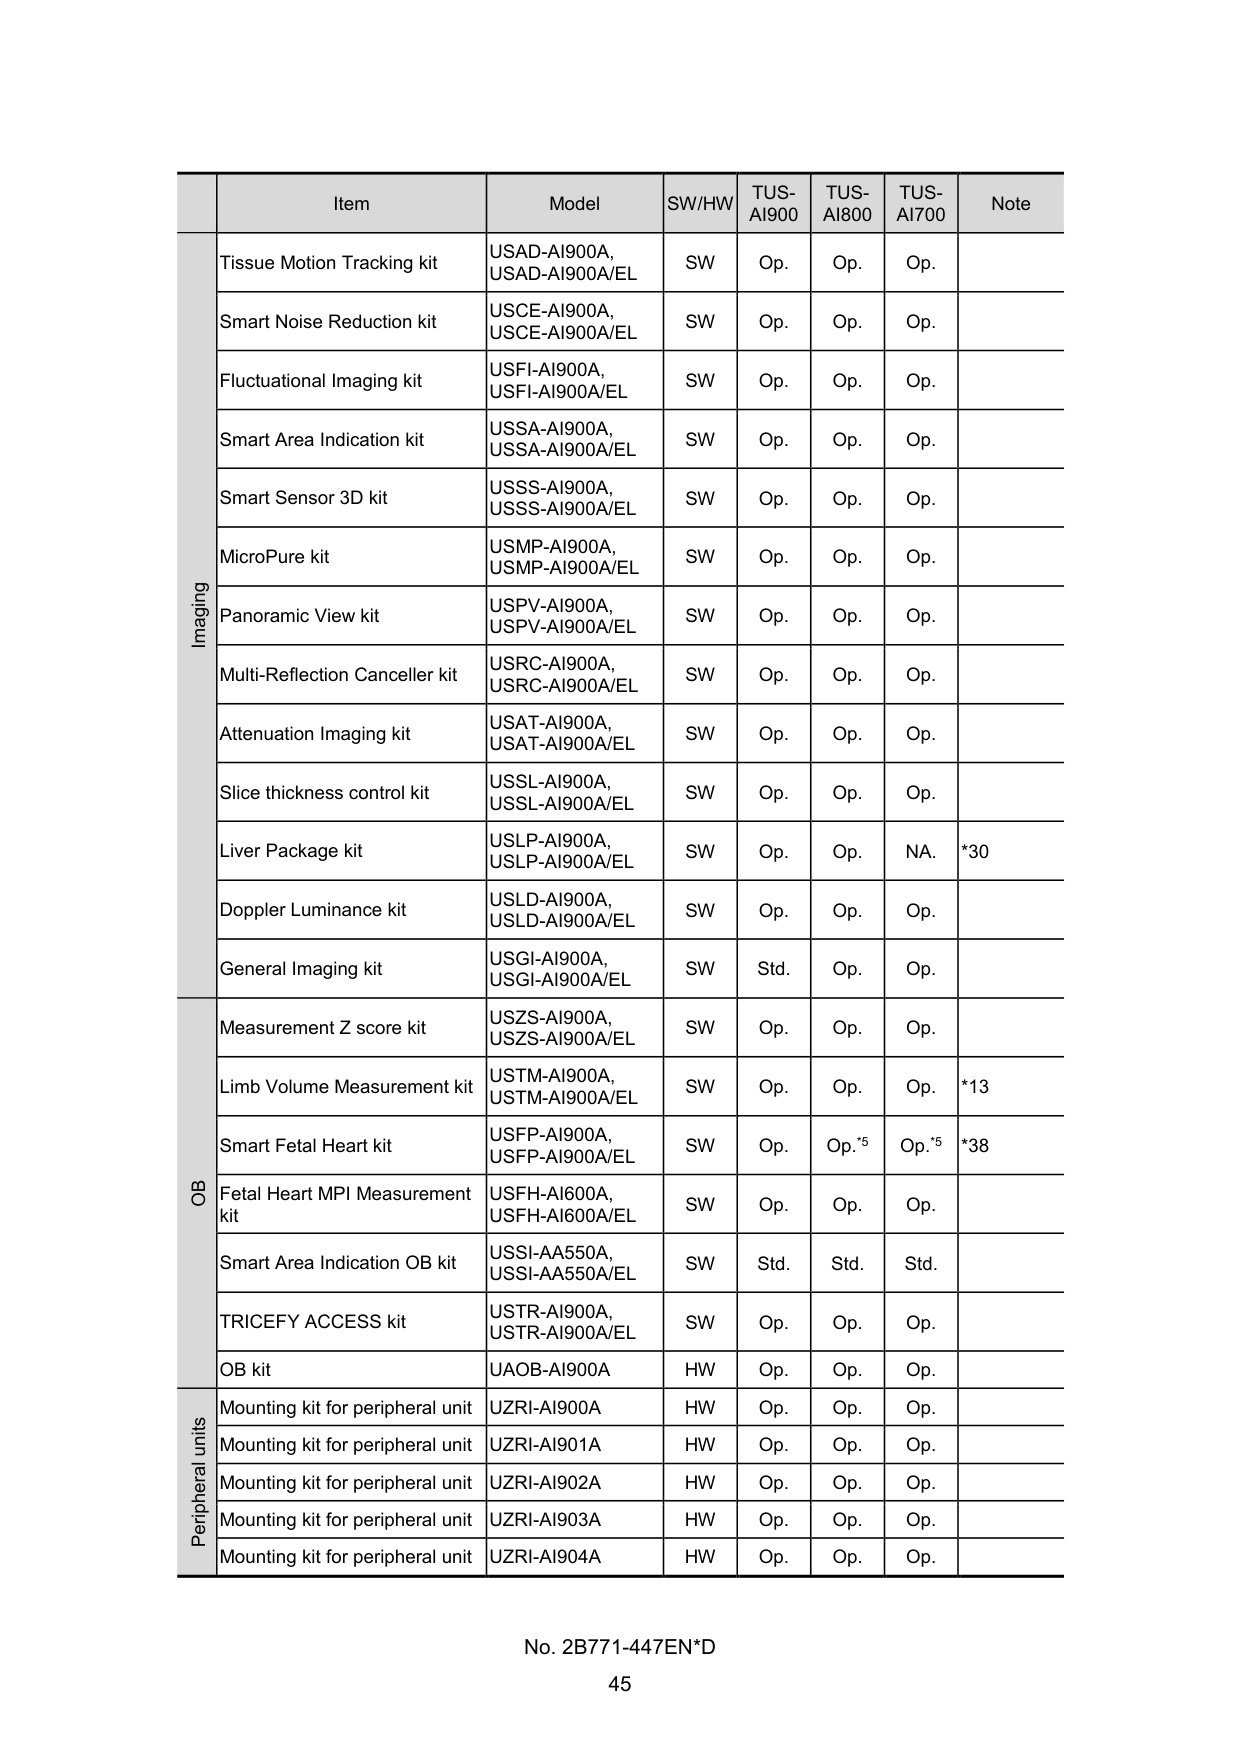 Item Model SW/HW TUS-AI900 TUS-AI800 TUS-AI700 Note
Imaging
Tissue Motion Tracking kit USAD-AI900A, USAD-AI900A/EL SW Op. Op. Op.
Smart Noise Reduction kit USCE-AI900A, USCE-AI900A/EL SW Op. Op. Op.
Fluctuational Imaging kit USFI-AI900A, USFI-AI900A/EL SW Op. Op. Op.
Smart Area Indication kit USSA-AI900A, USSA-AI900A/EL SW Op. Op. Op.
Smart Sensor 3D kit USSS-AI900A, USSS-AI900A/EL SW Op. Op. Op.
MicroPure kit USMP-AI900A, USMP-AI900A/EL SW Op. Op. Op.
Panoramic View kit USPV-AI900A, USPV-AI900A/EL SW Op. Op. Op.
Multi-Reflection Canceller kit USRC-AI900A, USRC-AI900A/EL SW Op. Op. Op.
Attenuation Imaging kit USAT-AI900A, USAT-AI900A/EL SW Op. Op. Op.
Slice thickness control kit USSL-AI900A, USSL-AI900A/EL SW Op. Op. Op.
Liver Package kit USLP-AI900A, USLP-AI900A/EL SW Op. Op. NA. *30
Doppler Luminance kit USLD-AI900A, USLD-AI900A/EL SW Op. Op. Op.
General Imaging kit USGI-AI900A, USGI-AI900A/EL SW Std. Op. Op.
OB
Measurement Z score kit USZS-AI900A, USZS-AI900A/EL SW Op. Op. Op.
Limb Volume Measurement kit USTM-AI900A, USTM-AI900A/EL SW Op. Op. Op. *13
Smart Fetal Heart kit USFP-AI900A, USFP-AI900A/EL SW Op. Op.*5 Op.*5 *38
Fetal Heart MPI Measurement kit USFH-AI600A, USFH-AI600A/EL SW Op. Op. Op.
Smart Area Indication OB kit USSI-AA550A, USSI-AA550A/EL SW Std. Std. Std.
TRICEFY ACCESS kit USTR-AI900A, USTR-AI900A/EL SW Op. Op. Op.
OB kit UAOB-AI900A HW Op. Op. Op.
Peripheral units
Mounting kit for peripheral unit UZRI-AI900A HW Op. Op. Op.
Mounting kit for peripheral unit UZRI-AI901A HW Op. Op. Op.
Mounting kit for peripheral unit UZRI-AI902A HW Op. Op. Op.
Mounting kit for peripheral unit UZRI-AI903A HW Op. Op. Op.
Mounting kit for peripheral unit UZRI-AI904A HW Op. Op. Op.
No. 2B771-447EN*D
45